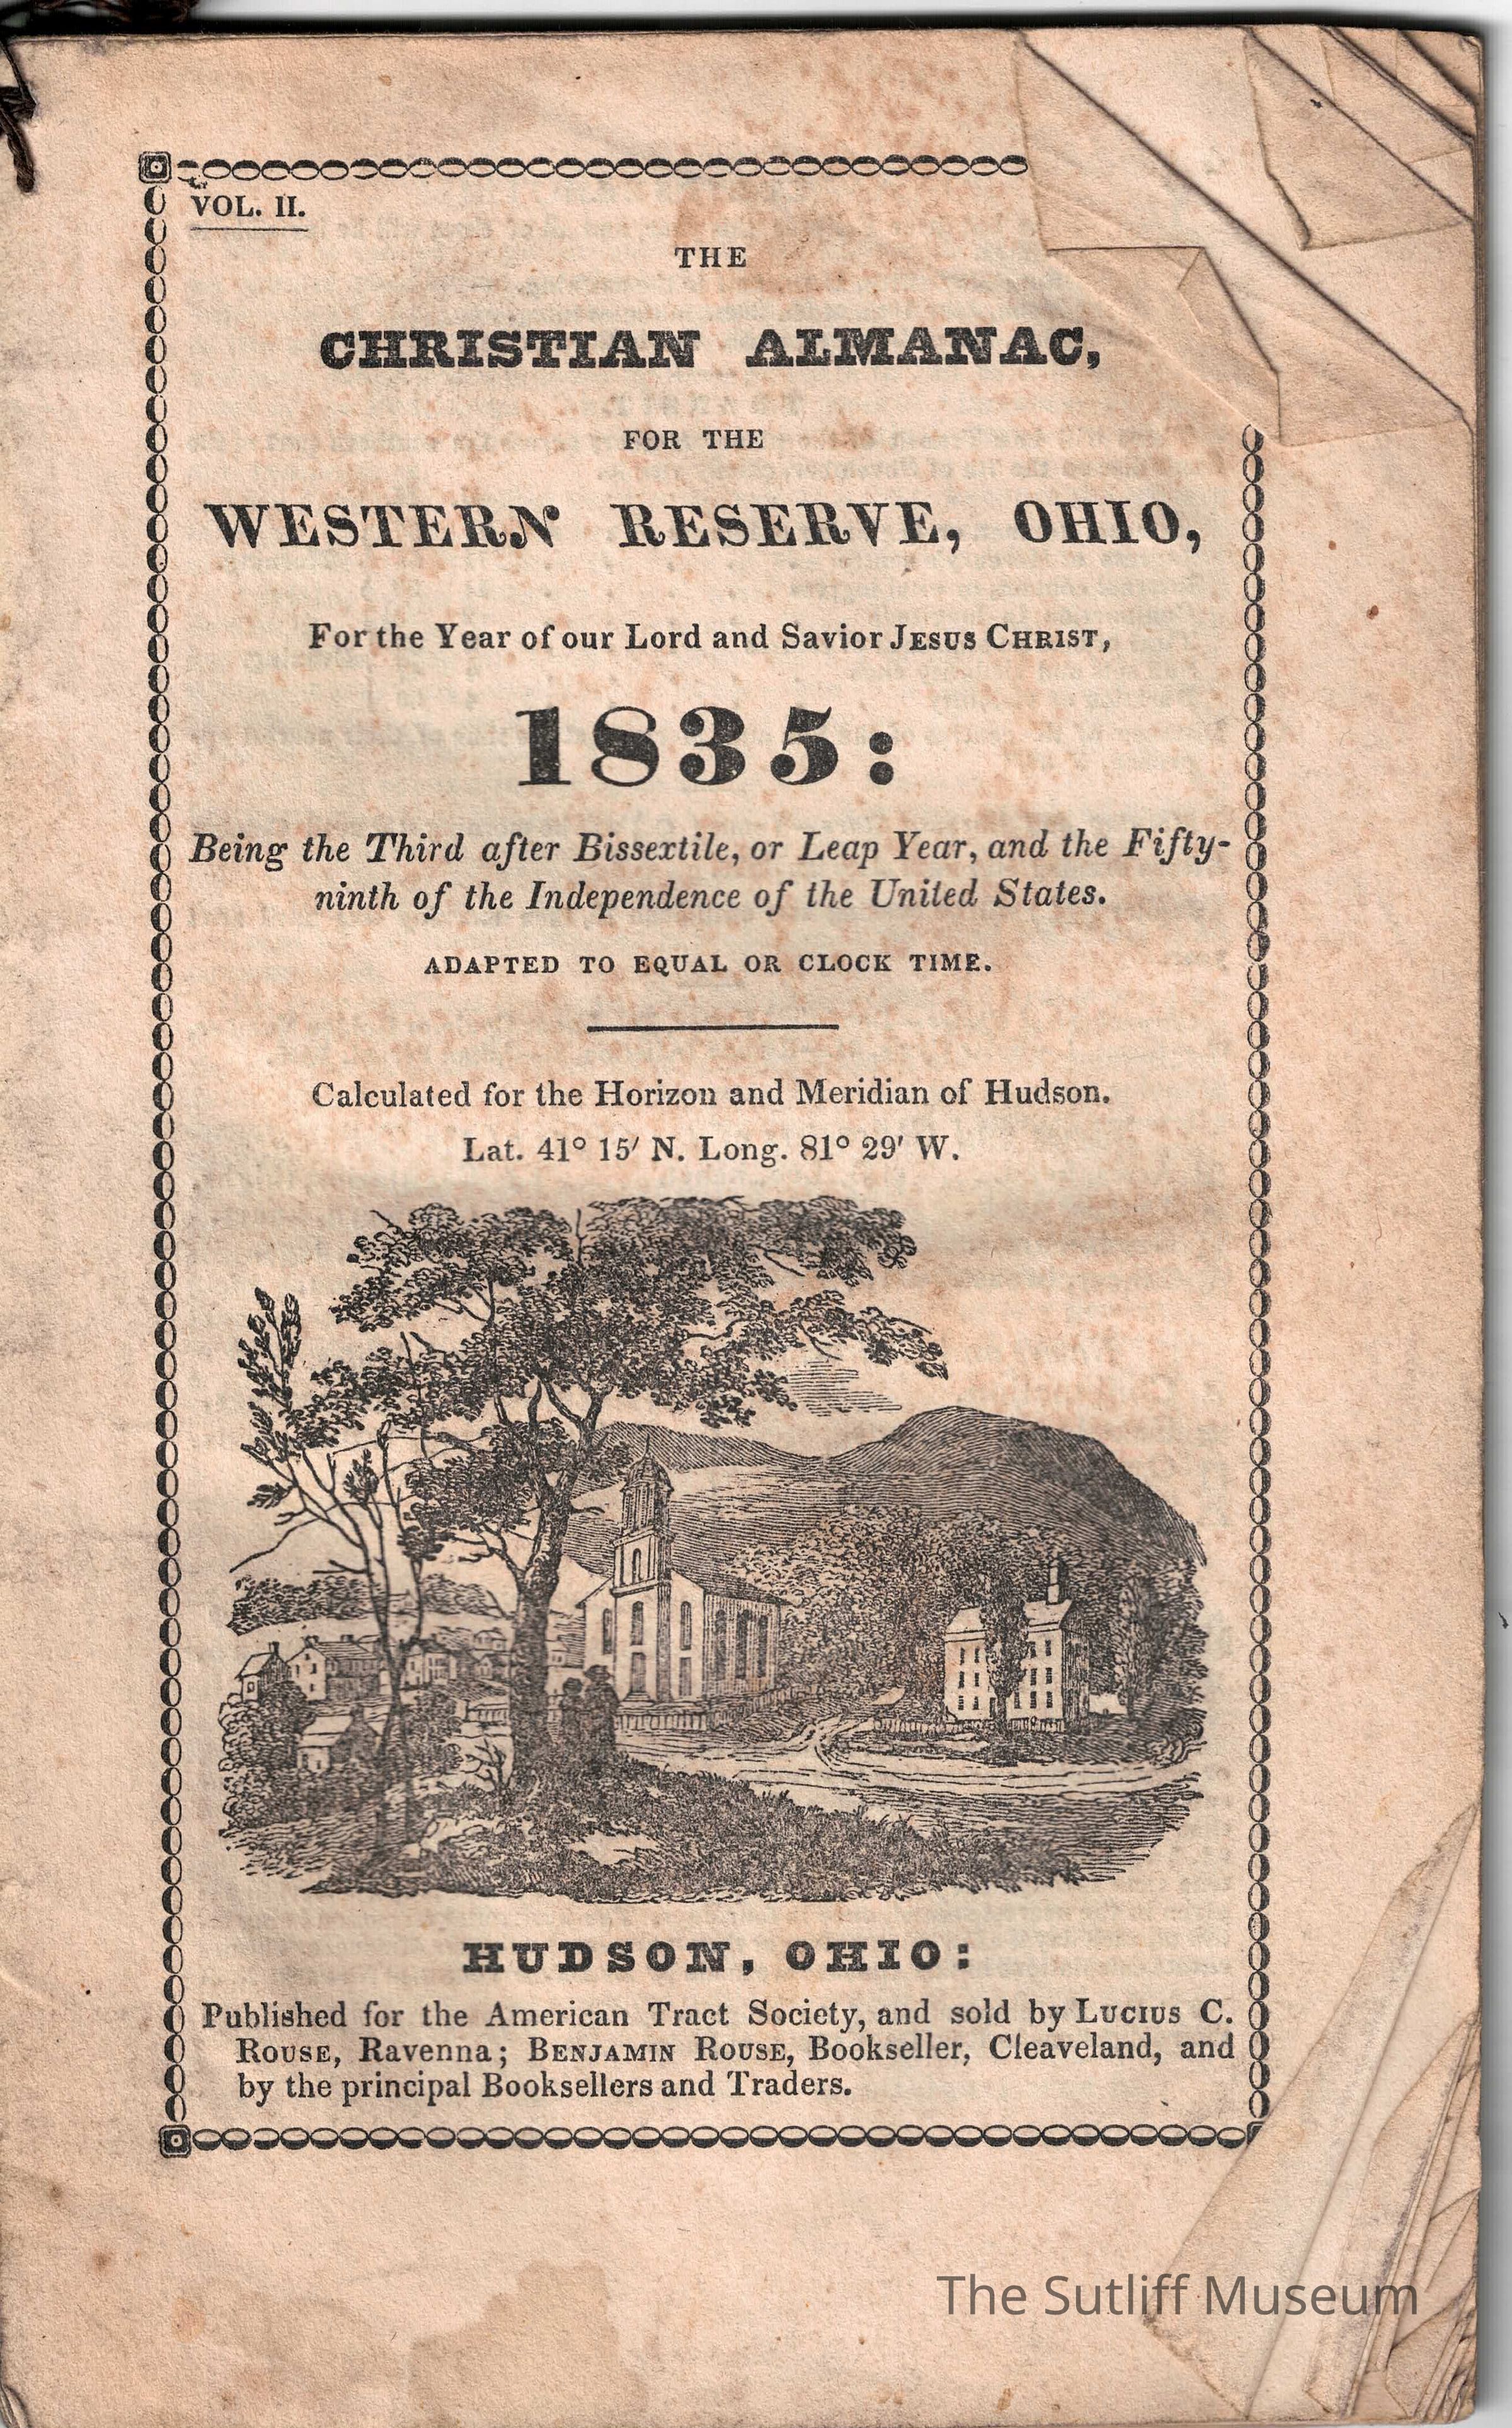 VOL. II.
THE
CHRISTIAN ALMANAC,
FOR THE
WESTERN RESERVE, OHIO,
For the Year of our Lord and Savior JESUS CHRIST,
1835:
Being the Third after Bissextile, or Leap Year, and the Fifty-
ninth of the Independence of the United States.
ADAPTED TO EQUAL OR CLOCK TIME.
Calculated for the Horizon and Meridian of Hudson.
Lat. 41° 15′ N. Long. 81° 29′ W.
HUDSON, OHIO:
Published for the American Tract Society, and sold by LUCIUS C.
ROUSE, Ravenna; BENJAMIN ROUSE, Bookseller, Cleaveland, and
by the principal Booksellers and Traders.
The Sutliff Museum